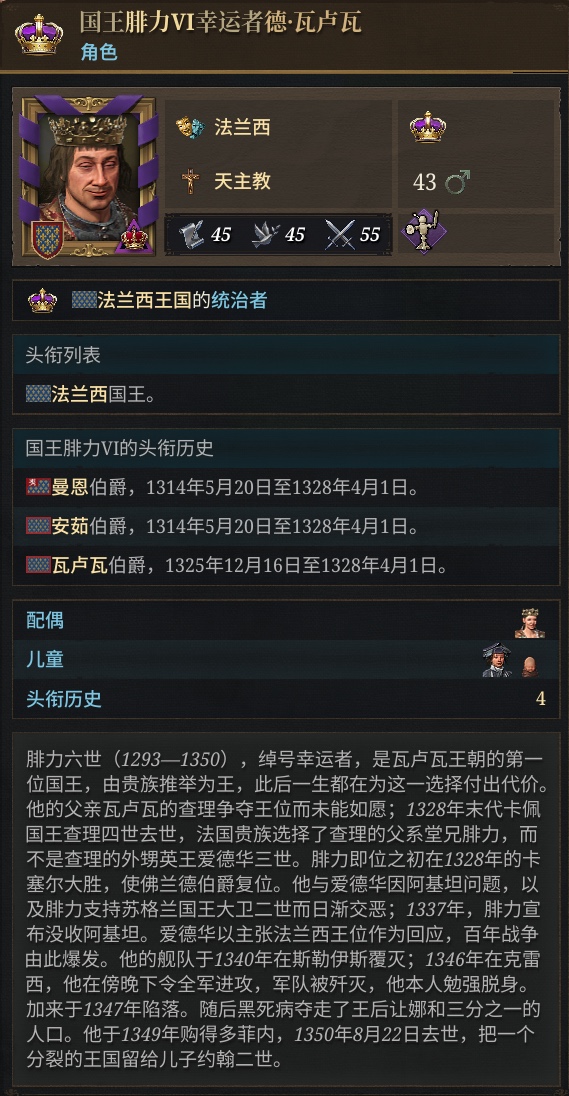 国王腓力VI幸运者德·瓦卢瓦
角色
法兰西
天主教
43
45 45 55
法兰西王国的统治者
头衔列表
法兰西国王。
国王腓力VI的头衔历史
曼恩伯爵，1314年5月20日至1328年4月1日。
安茹伯爵，1314年5月20日至1328年4月1日。
瓦卢瓦伯爵，1325年12月16日至1328年4月1日。
配偶
儿童
头衔历史 4
腓力六世（1293—1350），绰号幸运者，是瓦卢瓦王朝的第一
位国王，由贵族推举为王，此后一生都在为这一选择付出代价。
他的父亲瓦卢瓦的查理争夺王位而未能如愿；1328年末代卡佩
国王查理四世去世，法国贵族选择了查理的父系堂兄腓力，而
不是查理的外甥英王爱德华三世。腓力即位之初在1328年的卡
塞尔大胜，使佛兰德伯爵复位。他与爱德华因阿基坦问题，以
及腓力支持苏格兰国王大卫二世而日渐交恶；1337年，腓力宣
布没收阿基坦。爱德华以主张法兰西王位作为回应，百年战争
由此爆发。他的舰队于1340年在斯勒伊斯覆灭；1346年在克雷
西，他在傍晚下令全军进攻，军队被歼灭，他本人勉强脱身。
加来于1347年陷落。随后黑死病夺走了王后让娜和三分之一的
人口。他于1349年购得多菲内，1350年8月22日去世，把一个
分裂的王国留给儿子约翰二世。